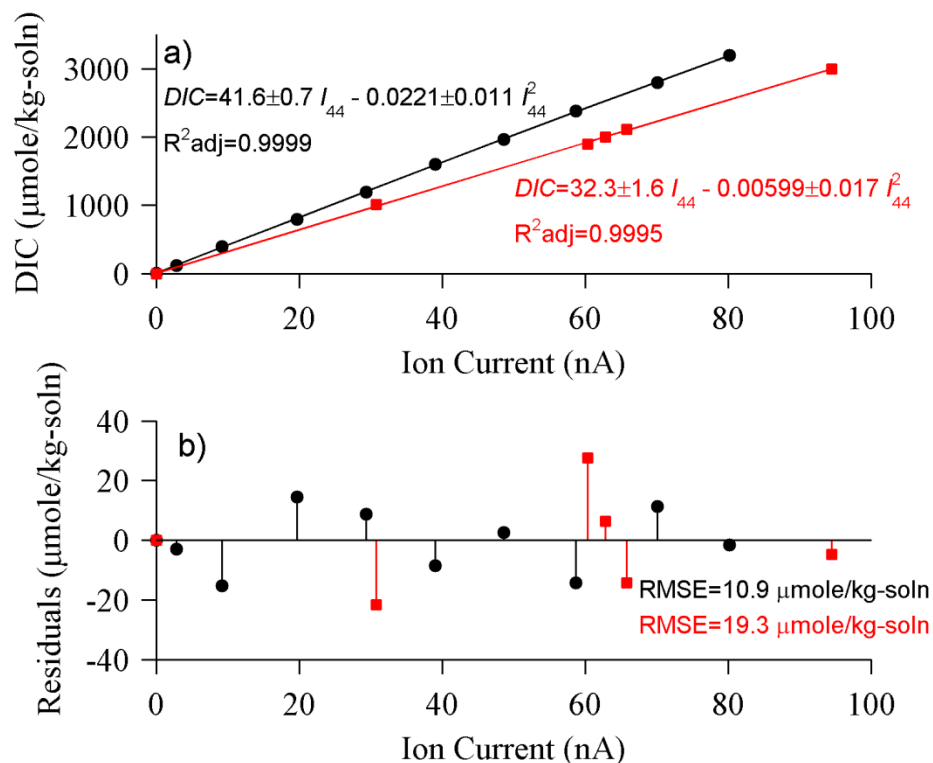 a)
DIC (µmole/kg-soln)
3000
2000
1000
0
DIC=41.6±0.7 I₄₄ - 0.0221±0.011 I²₄₄
R²adj=0.9999
DIC=32.3±1.6 I₄₄ - 0.00599±0.017 I²₄₄
R²adj=0.9995
0 20 40 60 80 100
Ion Current (nA)
b)
Residuals (µmole/kg-soln)
40
20
0
-20
-40
RMSE=10.9 µmole/kg-soln
RMSE=19.3 µmole/kg-soln
0 20 40 60 80 100
Ion Current (nA)